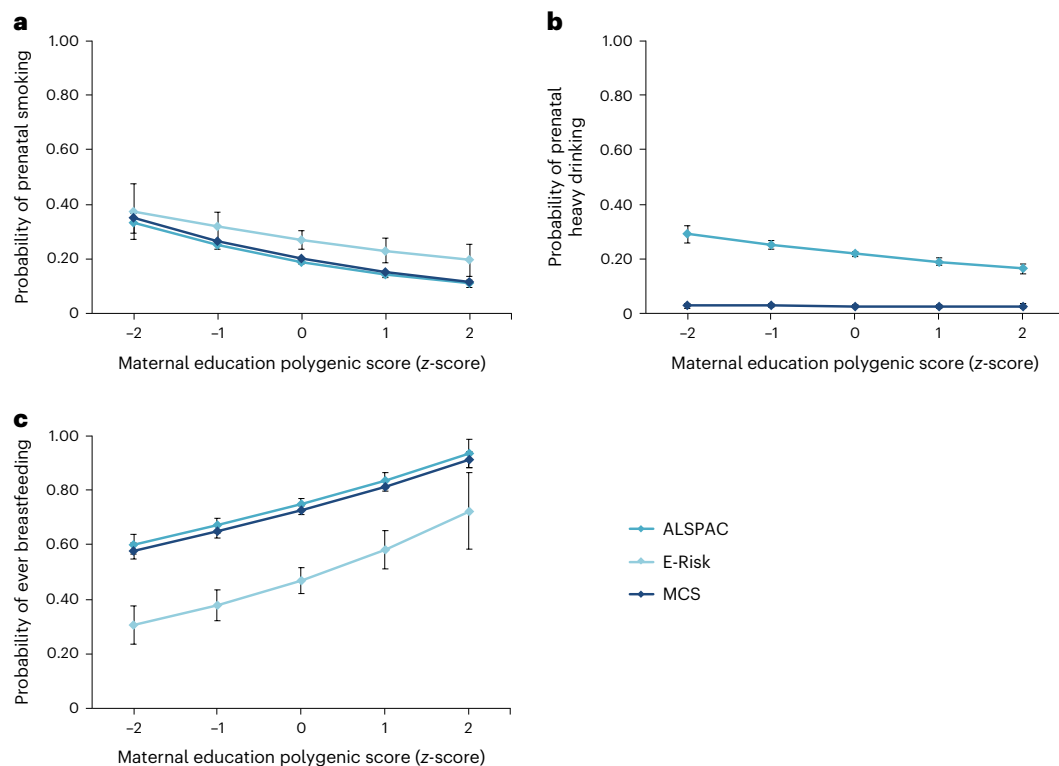 a
Probability of prenatal smoking
1.00
0.80
0.60
0.40
0.20
0
–2
–1
0
1
2
Maternal education polygenic score (z-score)
b
Probability of prenatal
heavy drinking
1.00
0.80
0.60
0.40
0.20
0
–2
–1
0
1
2
Maternal education polygenic score (z-score)
c
Probability of ever breastfeeding
1.00
0.80
0.60
0.40
0.20
0
–2
–1
0
1
2
Maternal education polygenic score (z-score)
ALSPAC
E-Risk
MCS